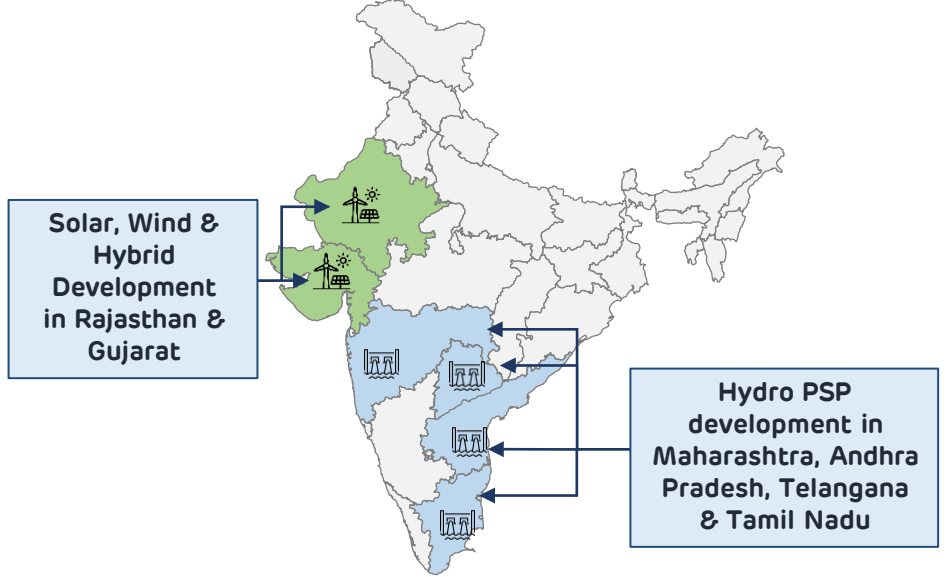 Solar, Wind &
Hybrid
Development
in Rajasthan &
Gujarat
Hydro PSP
development in
Maharashtra, Andhra
Pradesh, Telangana
& Tamil Nadu